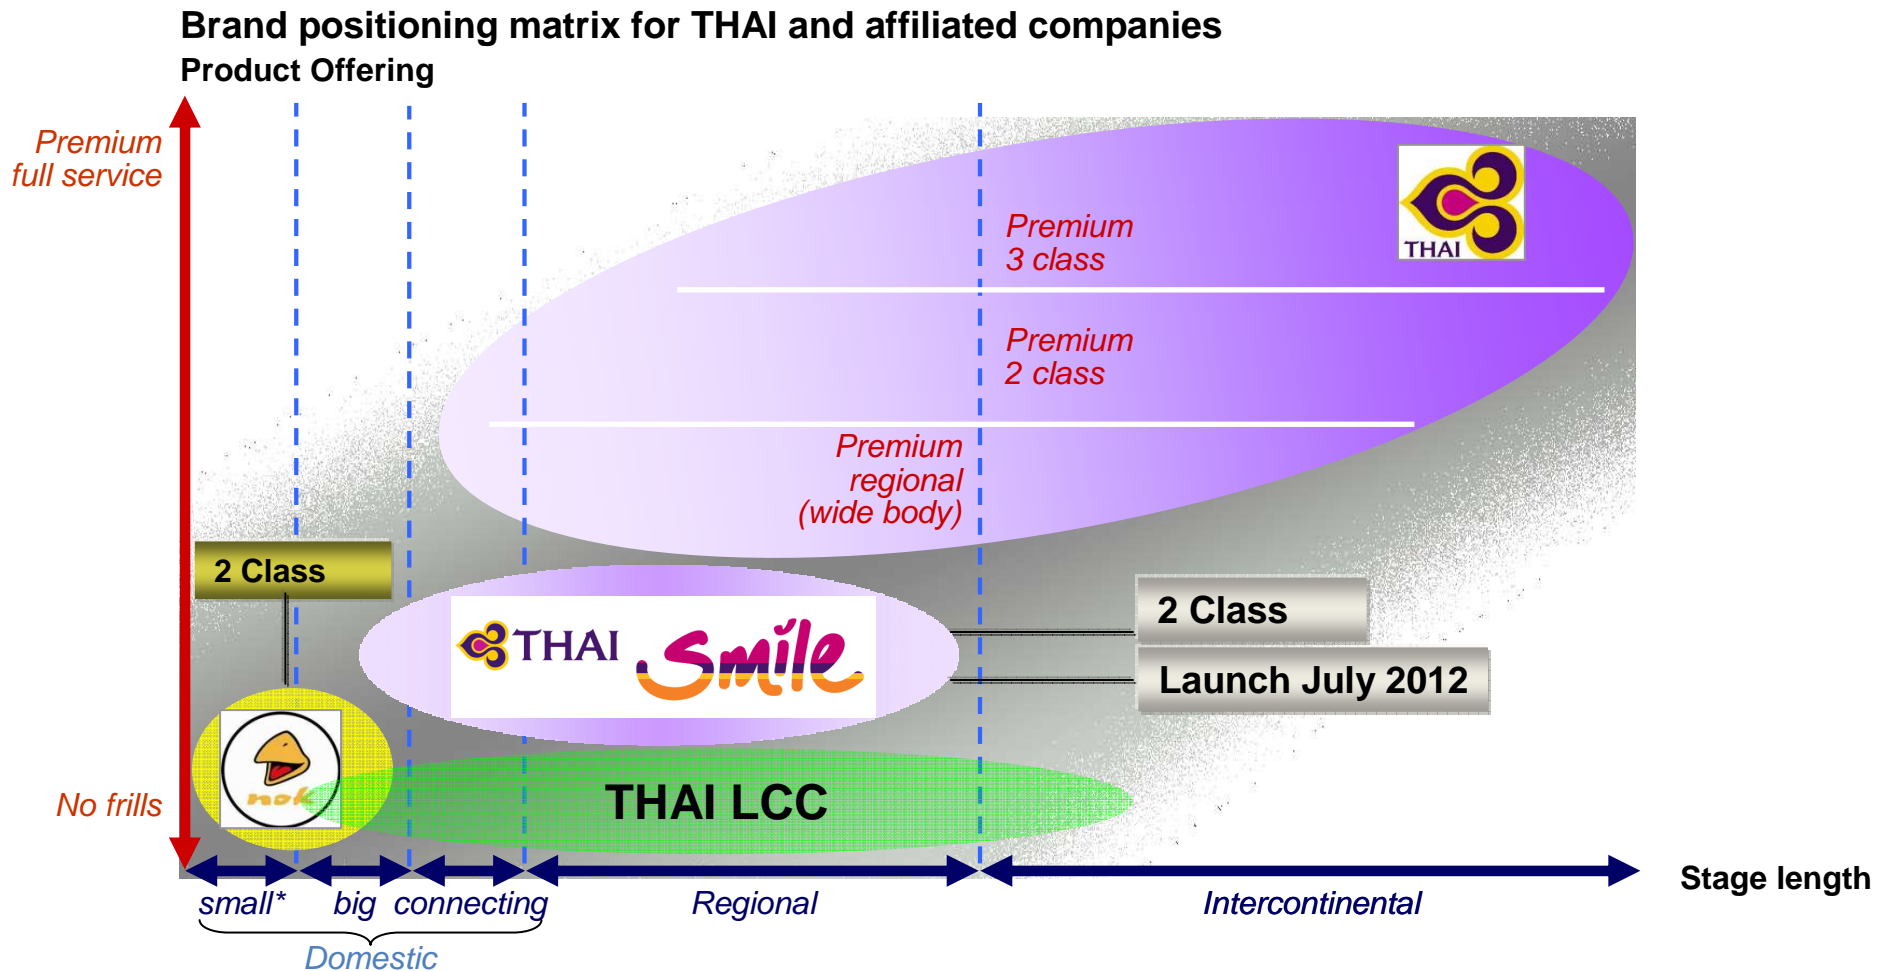 Brand positioning matrix for THAI and affiliated companies
Product Offering
Premium
full service
Premium
3 class
THAI
Premium
2 class
Premium
regional
(wide body)
2 Class
THAI Smile
2 Class
Launch July 2012
nok
THAI LCC
No frills
small* big connecting Regional Intercontinental
Stage length
Domestic